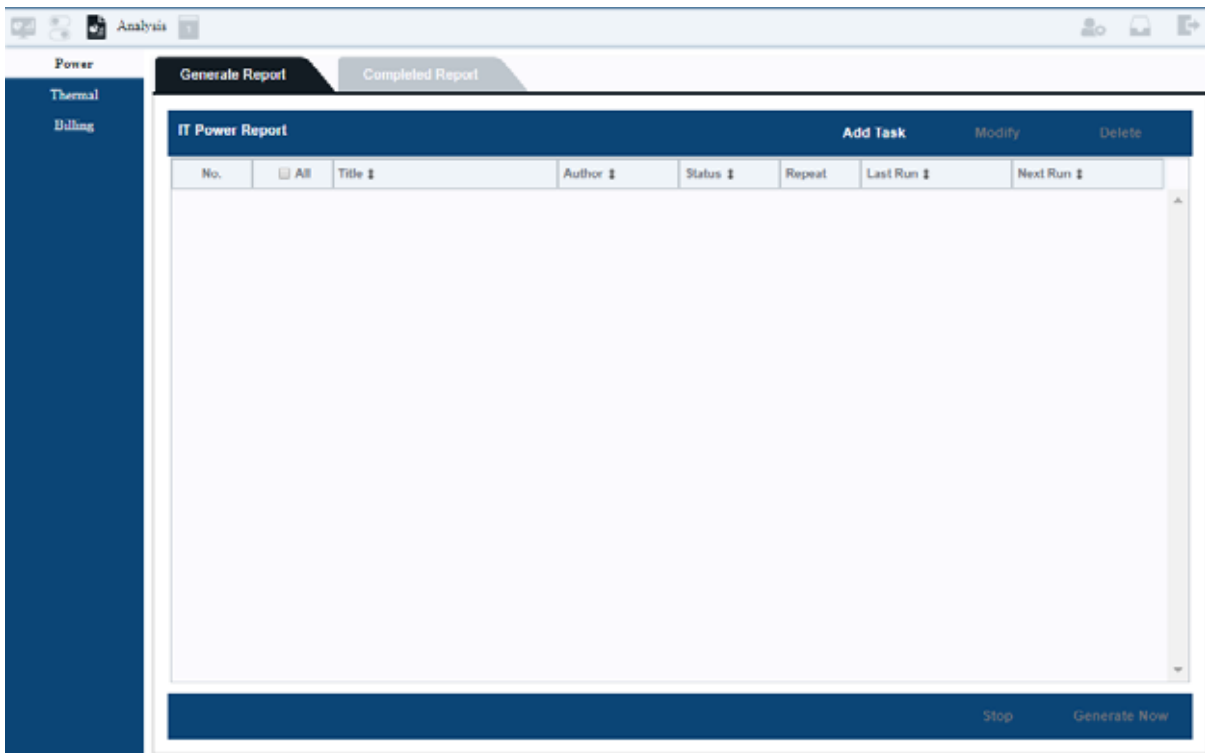 Analysis
Power
Thermal
Billing
Generale Report Completed Report
IT Power Report Add Task Modify Delete
No. All Title Author Status Repeat Last Run Next Run
Stop Generate Now